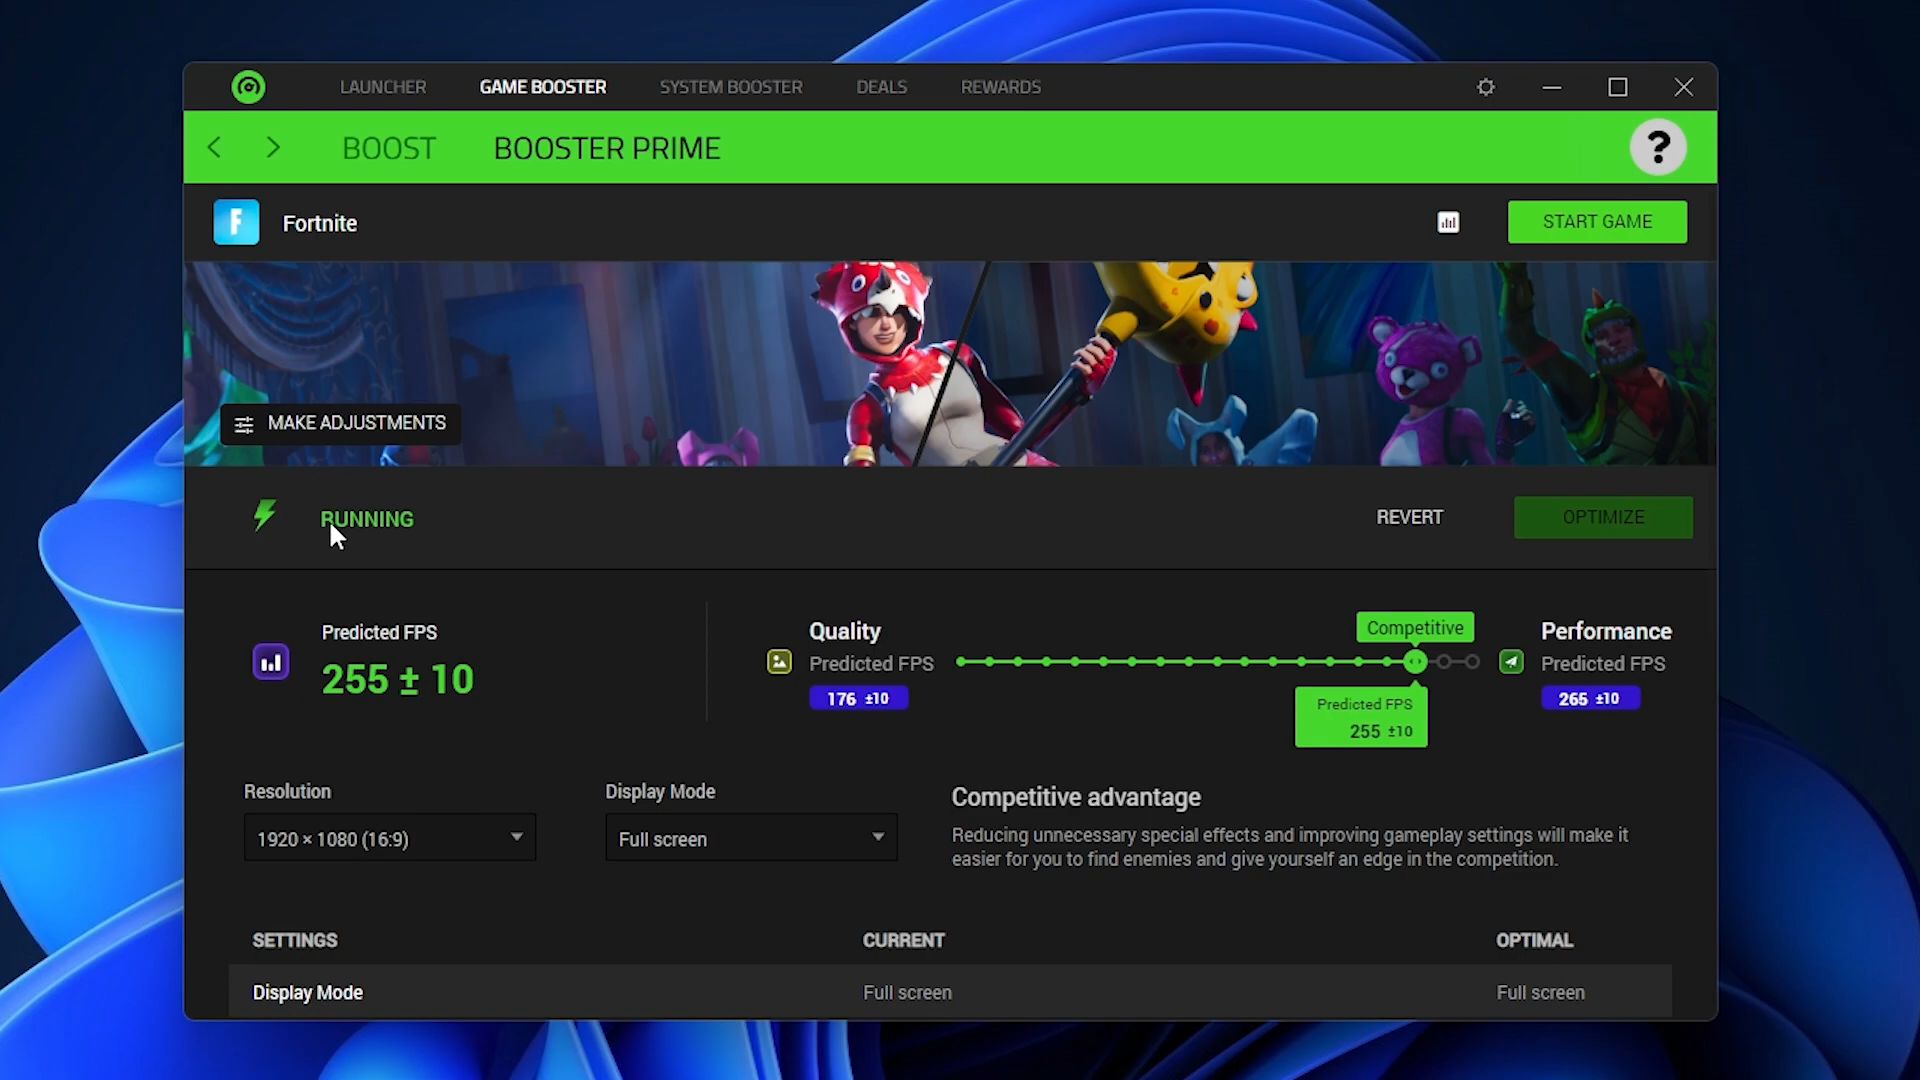 LAUNCHER GAME BOOSTER SYSTEM BOOSTER DEALS REWARDS
BOOST BOOSTER PRIME ?
F Fortnite START GAME
MAKE ADJUSTMENTS
RUNNING REVERT OPTIMIZE
Predicted FPS
255 ± 10
Quality
Predicted FPS
176 ±10
Competitive
Predicted FPS
255 ±10
Performance
Predicted FPS
265 ±10
Resolution
1920 × 1080 (16:9)
Display Mode
Full screen
Competitive advantage
Reducing unnecessary special effects and improving gameplay settings will make it
easier for you to find enemies and give yourself an edge in the competition.
SETTINGS CURRENT OPTIMAL
Display Mode Full screen Full screen